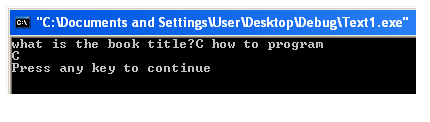 "C:\Documents and Settings\User\Desktop\Debug\Text1.exe"
what is the book title?C how to program
C
Press any key to continue